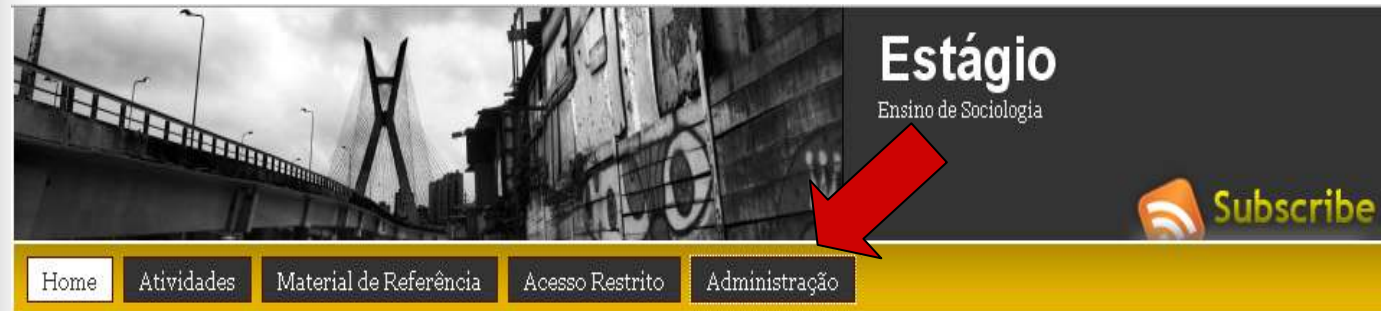 Estágio
Ensino de Sociologia
Subscribe
Home Atividades Material de Referência Acesso Restrito Administração